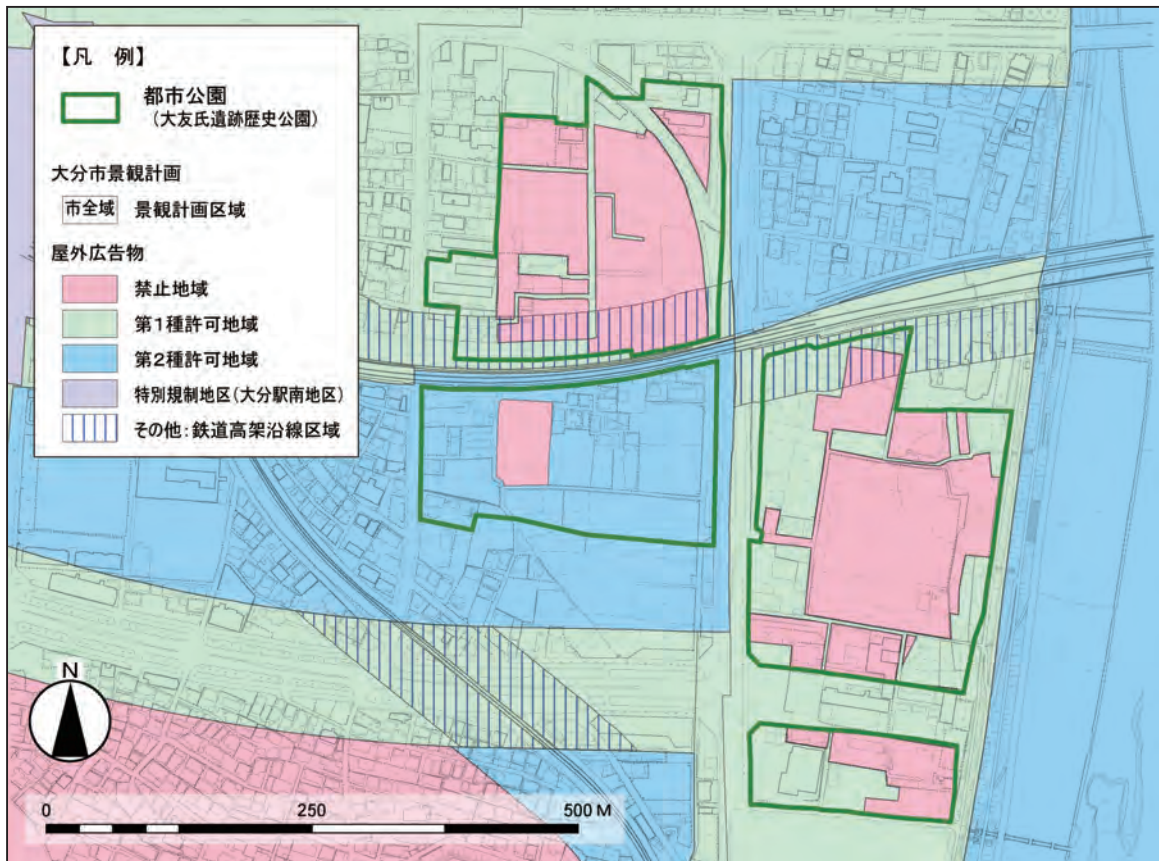 【凡　例】
都市公園
(大友氏遺跡歴史公園)
大分市景観計画
市全域 景観計画区域
屋外広告物
禁止地域
第1種許可地域
第2種許可地域
特別規制地区(大分駅南地区)
その他:鉄道高架沿線区域
N
0 250 500 M